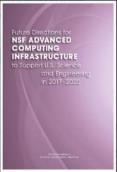 Future Directions for
NSF ADVANCED
COMPUTING
INFRASTRUCTURE
to Support U.S. Science
and Engineering
in 2017–2020